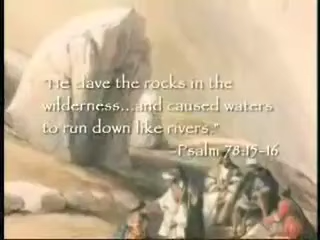 "He clave the rocks in the
wilderness...and caused waters
to run down like rivers."
-Psalm 78:15-16